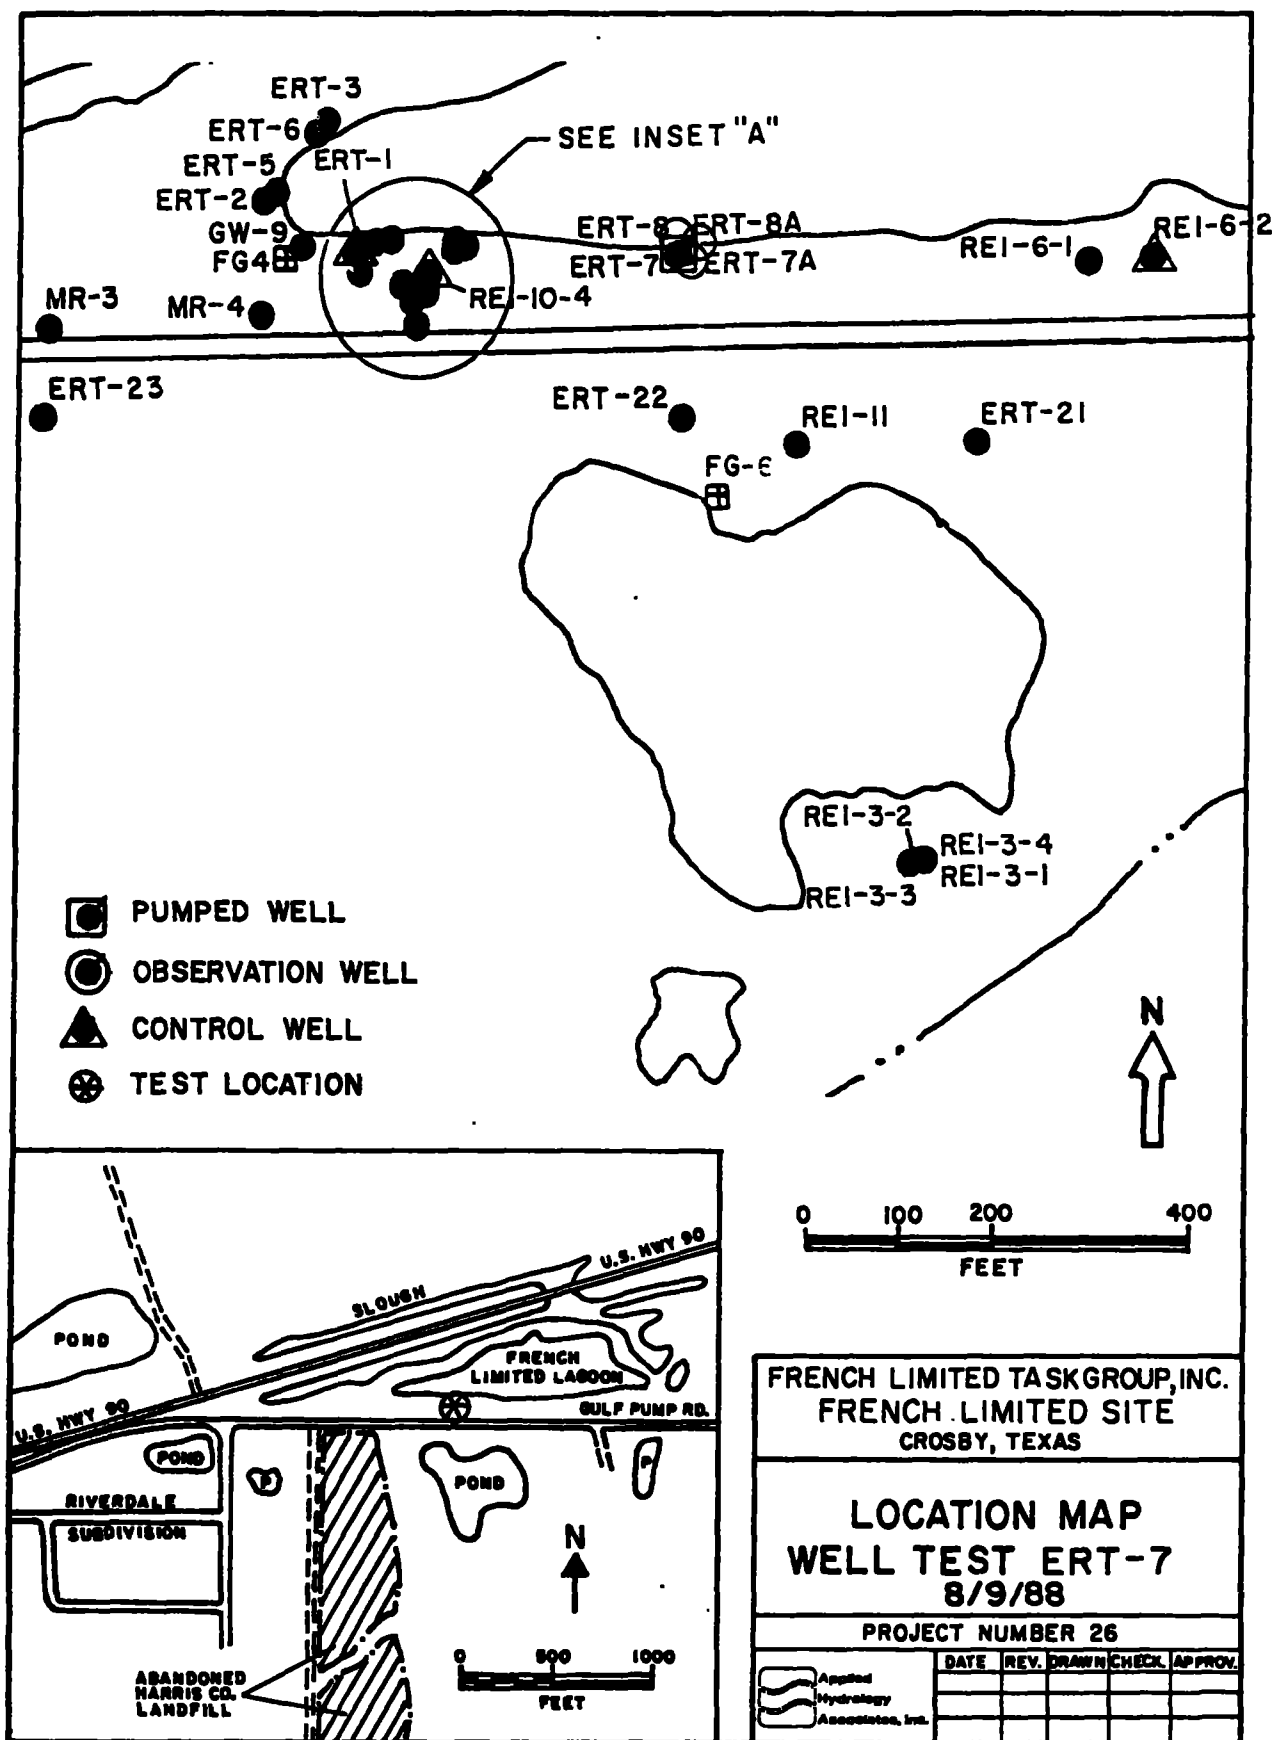 ERT-3
ERT-6
SEE INSET "A"
ERT-5
ERT-1
ERT-2
GW-9
FG4
ERT-8
ERT-8A
REI-6-1
REI-6-2
ERT-7
ERT-7A
MR-3
MR-4
REI-10-4
ERT-23
ERT-22
REI-11
ERT-21
FG-6
REI-3-2
REI-3-4
REI-3-1
REI-3-3
PUMPED WELL
OBSERVATION WELL
CONTROL WELL
TEST LOCATION
N
0 100 200 400
FEET
U.S. HWY 90
SLOUGH
POND
FRENCH
LIMITED LAGOON
U.S. HWY 90
GULF PUMP RD.
POND
P
POND
P
RIVERDALE
SUBDIVISION
N
0 500 1000
FEET
ABANDONED
HARRIS CO.
LANDFILL
FRENCH LIMITED TASKGROUP, INC.
FRENCH LIMITED SITE
CROSBY, TEXAS
LOCATION MAP
WELL TEST ERT-7
8/9/88
PROJECT NUMBER 26
DATE REV. DRAWN CHECK. APPROV.
Applied
Hydrology
Associates, Inc.